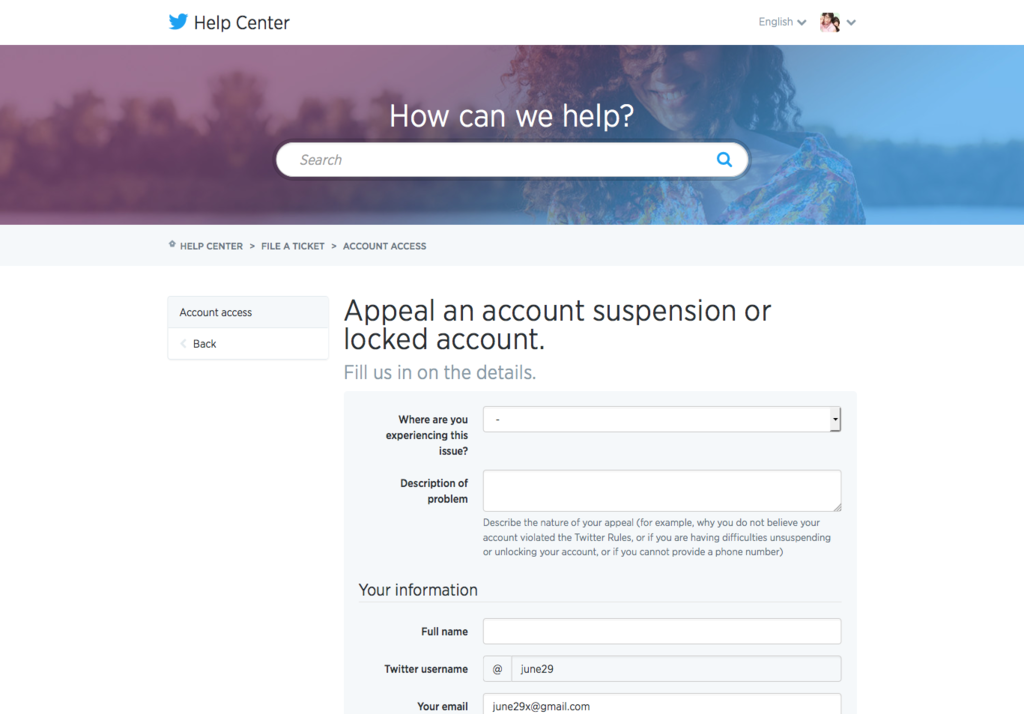 Help Center
English
How can we help?
Search
HELP CENTER > FILE A TICKET > ACCOUNT ACCESS
Account access
Back
Appeal an account suspension or
locked account.
Fill us in on the details.
Where are you
experiencing this
issue?
-
Description of
problem
Describe the nature of your appeal (for example, why you do not believe your
account violated the Twitter Rules, or if you are having difficulties unsuspending
or unlocking your account, or if you cannot provide a phone number)
Your information
Full name
Twitter username
@ june29
Your email
june29x@gmail.com